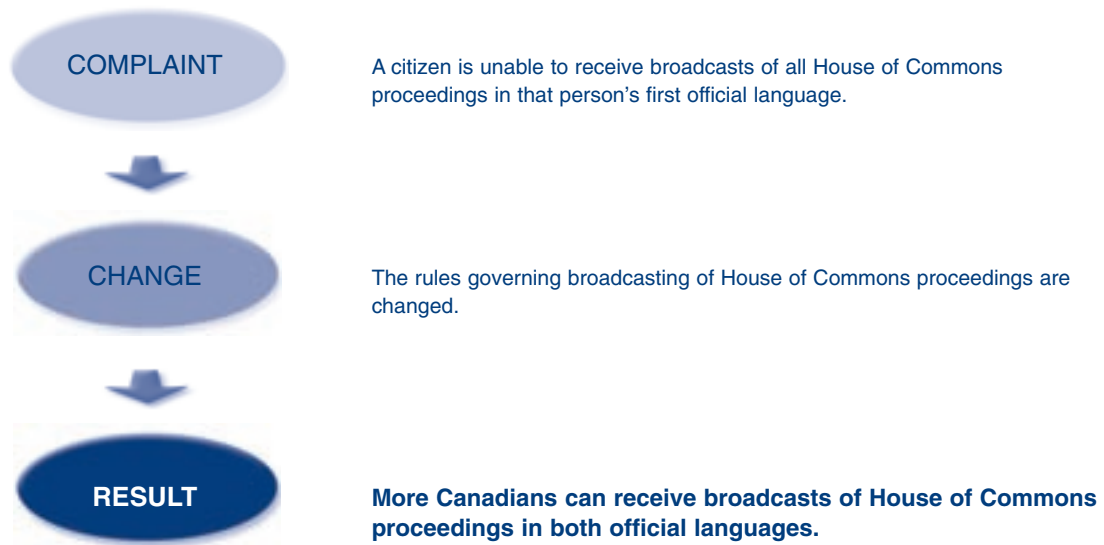 COMPLAINT
A citizen is unable to receive broadcasts of all House of Commons
proceedings in that person's first official language.
CHANGE
The rules governing broadcasting of House of Commons proceedings are
changed.
RESULT
More Canadians can receive broadcasts of House of Commons
proceedings in both official languages.